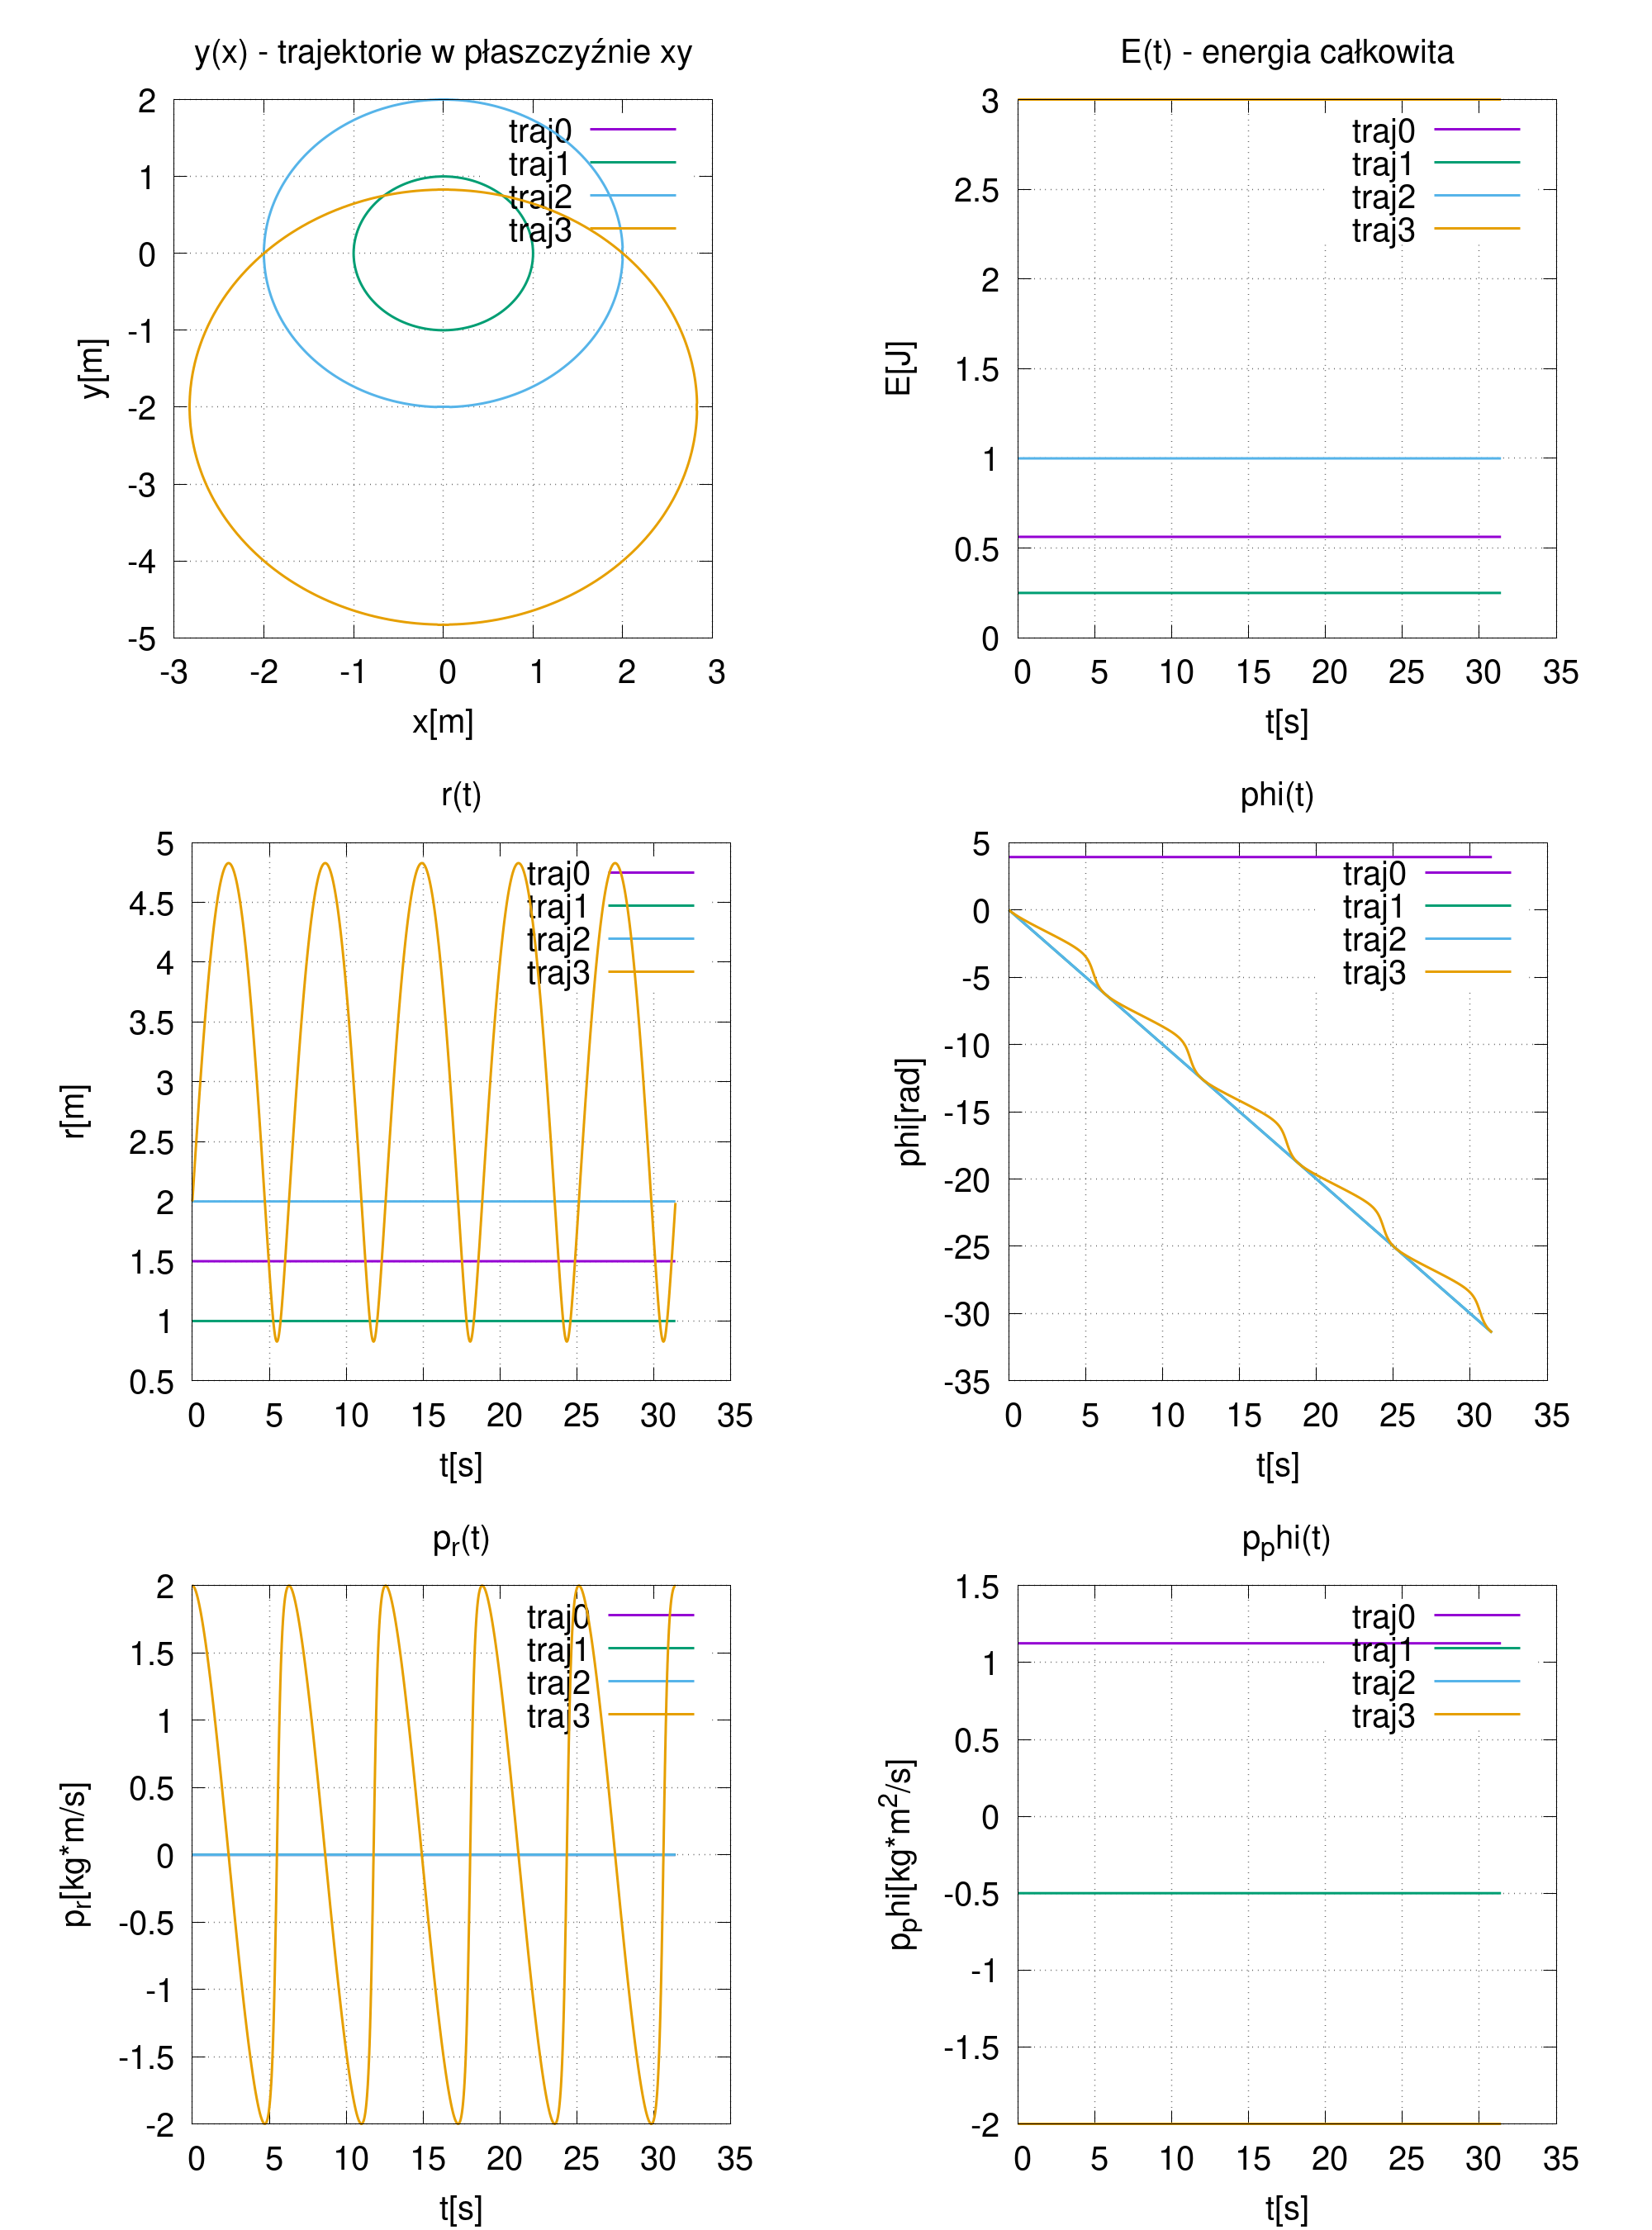 y(x) - trajektorie w płaszczyźnie xy
2
1
0
-1
-2
-3
-4
-5
-3 -2 -1 0 1 2 3
y[m]
x[m]
traj0
traj1
traj2
traj3
E(t) - energia całkowita
3
2.5
2
1.5
1
0.5
0
0 5 10 15 20 25 30 35
E[J]
t[s]
traj0
traj1
traj2
traj3
r(t)
5
4.5
4
3.5
3
2.5
2
1.5
1
0.5
0 5 10 15 20 25 30 35
r[m]
t[s]
traj0
traj1
traj2
traj3
phi(t)
5
0
-5
-10
-15
-20
-25
-30
-35
0 5 10 15 20 25 30 35
phi[rad]
t[s]
traj0
traj1
traj2
traj3
pr(t)
2
1.5
1
0.5
0
-0.5
-1
-1.5
-2
0 5 10 15 20 25 30 35
pr[kg*m/s]
t[s]
traj0
traj1
traj2
traj3
pphi(t)
1.5
1
0.5
0
-0.5
-1
-1.5
-2
0 5 10 15 20 25 30 35
pphi[kg*m2/s]
t[s]
traj0
traj1
traj2
traj3